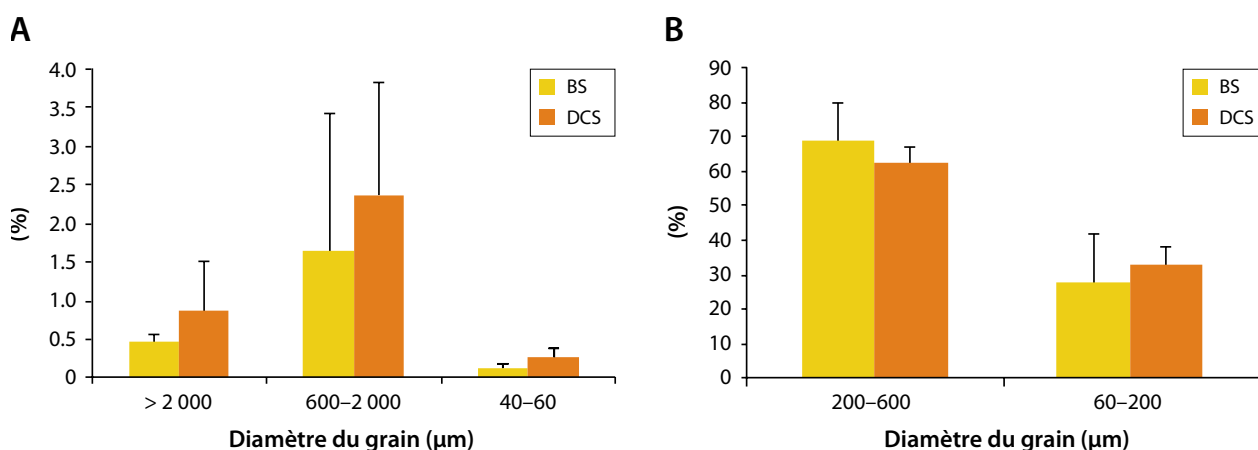 A
4.0
3.5
3.0
2.5
2.0
1.5
1.0
0.5
0
(%)
BS
DCS
> 2 000
600–2 000
40–60
Diamètre du grain (µm)
B
90
80
70
60
50
40
30
20
10
0
(%)
BS
DCS
200–600
60–200
Diamètre du grain (µm)